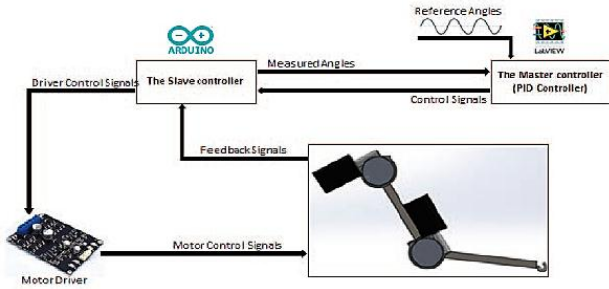 Reference Angles
ARDUINO
LabVIEW
Driver Control Signals
The Slave controller
Measured Angles
The Master controller
(PID Controller)
Control Signals
Feedback Signals
Motor Control Signals
Motor Driver